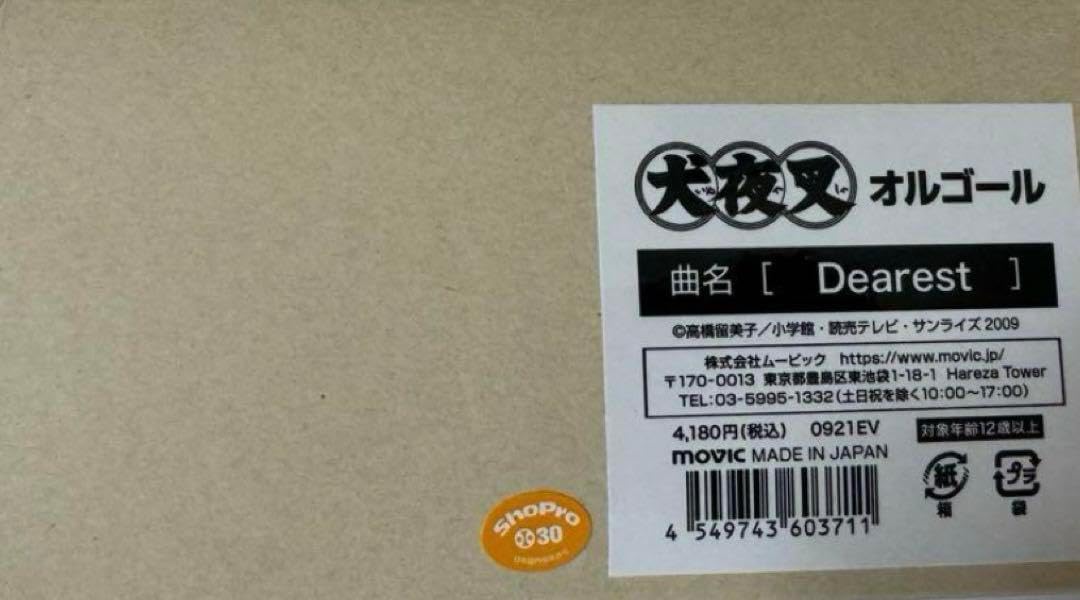 犬夜叉 オルゴール
いぬ や しゃ
曲名 [ Dearest ]
©高橋留美子/小学館・読売テレビ・サンライズ 2009
株式会社ムービック https://www.movic.jp/
〒170-0013 東京都豊島区東池袋1-18-1 Hareza Tower
TEL:03-5995-1332(土日祝を除く10:00〜17:00)
4,180円(税込) 0921EV 対象年齢12歳以上
movic MADE IN JAPAN
紙 プラ
箱 袋
4 549743 603711
ShoPro
30